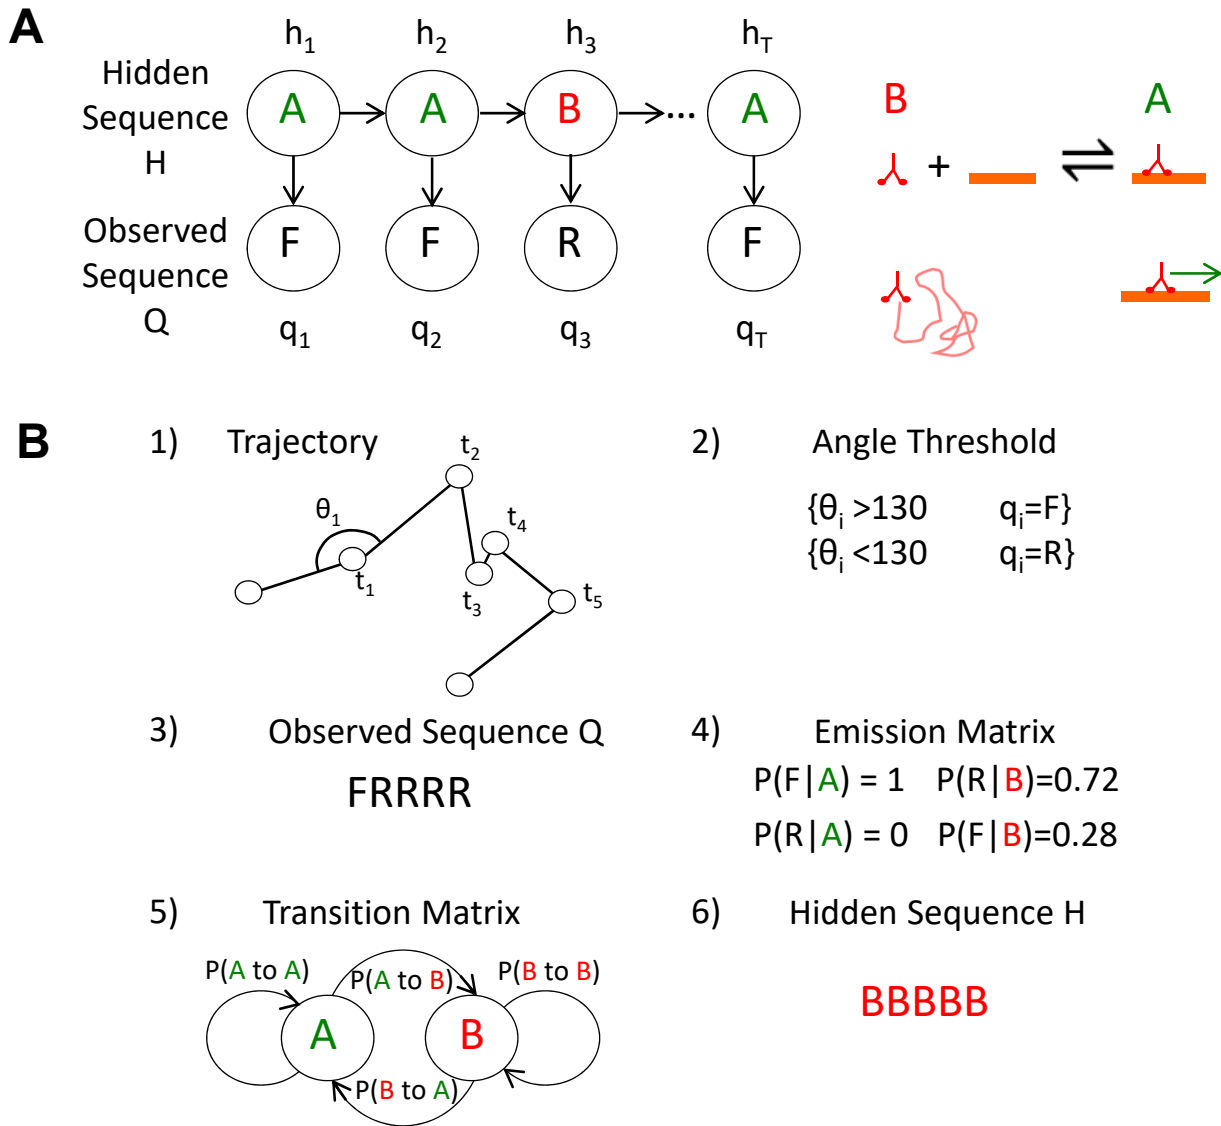 A
h1 h2 h3 hT
Hidden
Sequence
H
A A B ... A
B A
+ ⇌
Observed
Sequence
Q
F F R F
q1 q2 q3 qT
B
1) Trajectory
θ1
t1
t2
t3
t4
t5
2) Angle Threshold
{θi >130 qi=F}
{θi <130 qi=R}
3) Observed Sequence Q
FRRRR
4) Emission Matrix
P(F|A) = 1 P(R|B)=0.72
P(R|A) = 0 P(F|B)=0.28
5) Transition Matrix
P(A to A)
P(A to B)
P(B to B)
A B
P(B to A)
6) Hidden Sequence H
BBBBB